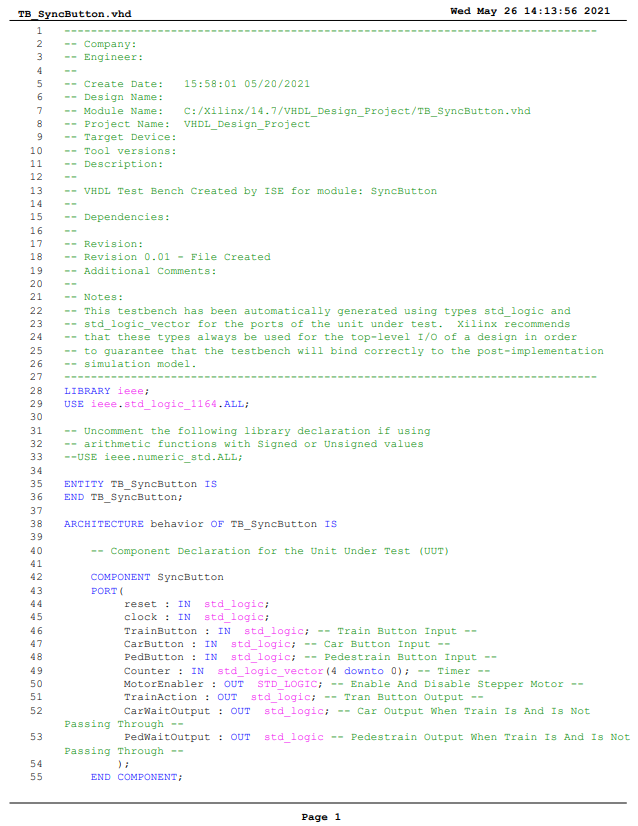 TB_SyncButton.vhd Wed May 26 14:13:56 2021
1 --------------------------------------------------------------------------------
2 -- Company:
3 -- Engineer:
4 --
5 -- Create Date:   15:58:01 05/20/2021
6 -- Design Name:
7 -- Module Name:   C:/Xilinx/14.7/VHDL_Design_Project/TB_SyncButton.vhd
8 -- Project Name:  VHDL_Design_Project
9 -- Target Device:
10 -- Tool versions:
11 -- Description:
12 --
13 -- VHDL Test Bench Created by ISE for module: SyncButton
14 --
15 -- Dependencies:
16 --
17 -- Revision:
18 -- Revision 0.01 - File Created
19 -- Additional Comments:
20 --
21 -- Notes:
22 -- This testbench has been automatically generated using types std_logic and
23 -- std_logic_vector for the ports of the unit under test.  Xilinx recommends
24 -- that these types always be used for the top-level I/O of a design in order
25 -- to guarantee that the testbench will bind correctly to the post-implementation
26 -- simulation model.
27 --------------------------------------------------------------------------------
28 LIBRARY ieee;
29 USE ieee.std_logic_1164.ALL;
30
31 -- Uncomment the following library declaration if using
32 -- arithmetic functions with Signed or Unsigned values
33 --USE ieee.numeric_std.ALL;
34
35 ENTITY TB_SyncButton IS
36 END TB_SyncButton;
37
38 ARCHITECTURE behavior OF TB_SyncButton IS
39
40     -- Component Declaration for the Unit Under Test (UUT)
41
42     COMPONENT SyncButton
43     PORT(
44          reset : IN  std_logic;
45          clock : IN  std_logic;
46          TrainButton : IN  std_logic; -- Train Button Input --
47          CarButton : IN  std_logic; -- Car Button Input --
48          PedButton : IN  std_logic; -- Pedestrain Button Input --
49          Counter : IN  std_logic_vector(4 downto 0); -- Timer --
50          MotorEnabler : OUT  STD_LOGIC; -- Enable And Disable Stepper Motor --
51          TrainAction : OUT  std_logic; -- Tran Button Output --
52          CarWaitOutput : OUT  std_logic; -- Car Output When Train Is And Is Not
Passing Through --
53          PedWaitOutput : OUT  std_logic -- Pedestrain Output When Train Is And Is Not
Passing Through --
54         );
55     END COMPONENT;
Page 1